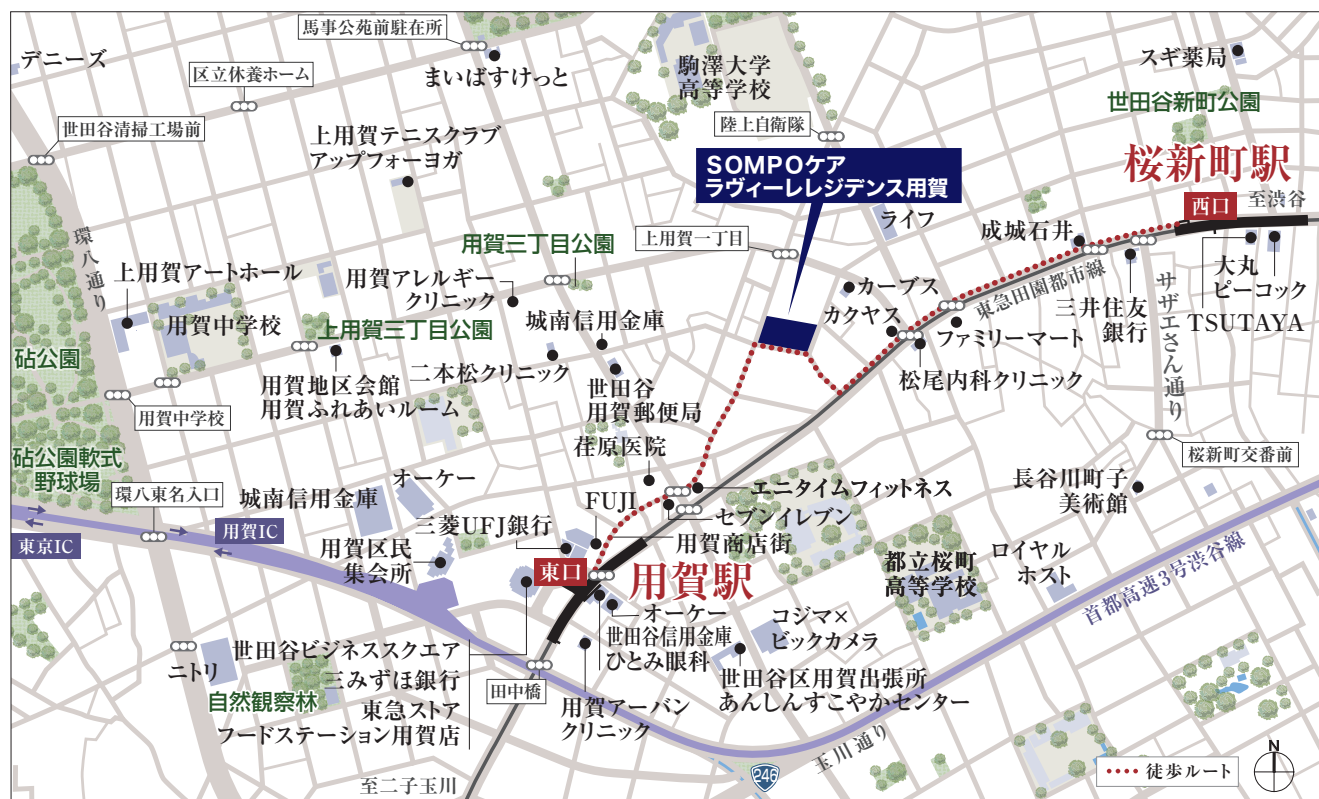 馬事公苑前駐在所
デニーズ
区立休養ホーム
まいばすけっと
駒澤大学
高等学校
スギ薬局
世田谷新町公園
世田谷清掃工場前
上用賀テニスクラブ
アップフォーヨガ
陸上自衛隊
SOMPOケア
ラヴィーレレジデンス用賀
桜新町駅
西口
至渋谷
環八通り
用賀三丁目公園
上用賀一丁目
ライフ
成城石井
上用賀アートホール
用賀アレルギー
クリニック
東急田園都市線
大丸
ピーコック
カーブス
サザエさん通り
用賀中学校
上用賀三丁目公園
城南信用金庫
カクヤス
ファミリーマート
三井住友
銀行
TSUTAYA
砧公園
用賀地区会館
用賀ふれあいルーム
二本松クリニック
世田谷
用賀郵便局
松尾内科クリニック
用賀中学校
荏原医院
桜新町交番前
砧公園軟式
野球場
環八東名入口
城南信用金庫
オーケー
FUJI
エニタイムフィットネス
セブンイレブン
長谷川町子
美術館
東京IC
用賀IC
三菱UFJ銀行
用賀商店街
用賀区民
集会所
東口
用賀駅
都立桜町
高等学校
ロイヤル
ホスト
首都高速3号渋谷線
オーケー
世田谷信用金庫
ひとみ眼科
コジマ×
ビックカメラ
ニトリ
世田谷ビジネススクエア
三みずほ銀行
東急ストア
フードステーション用賀店
自然観察林
田中橋
用賀アーバン
クリニック
世田谷区用賀出張所
あんしんすこやかセンター
玉川通り
246
至二子玉川
徒歩ルート
N